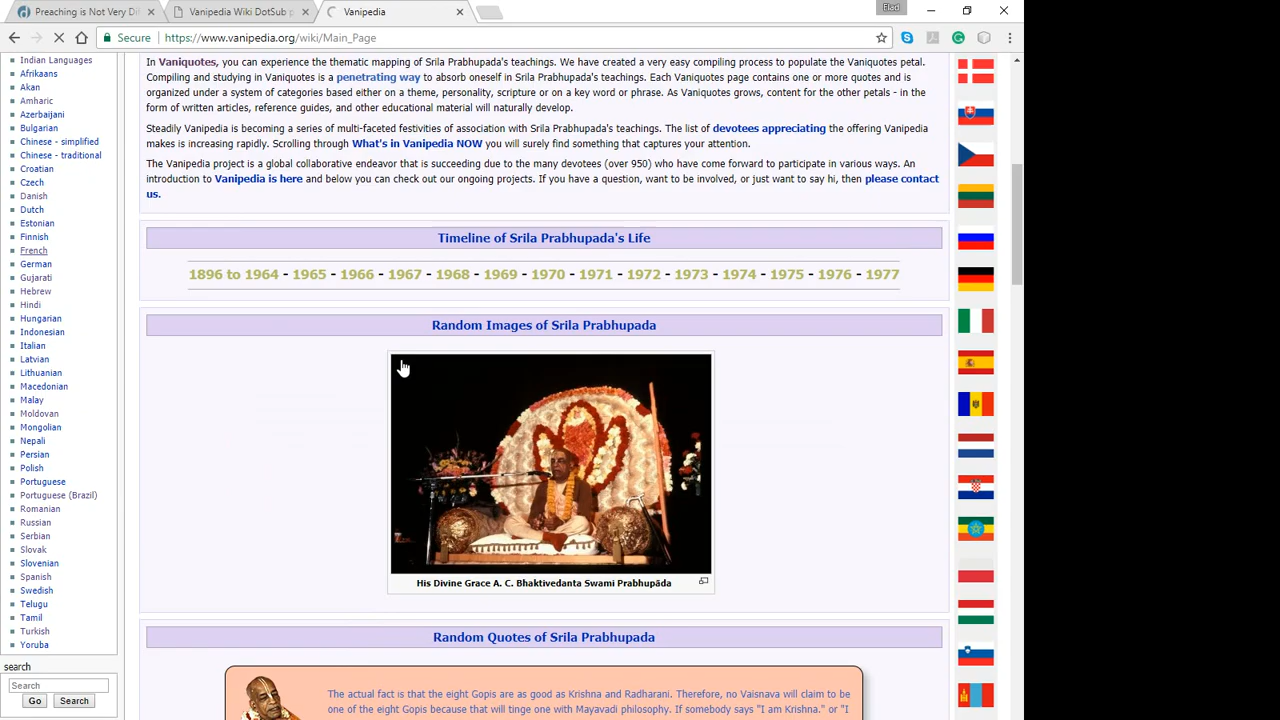 Preaching is Not Very Di
Vanipedia Wiki DotSub p
Vanipedia
Elad
Secure
https://www.vanipedia.org/wiki/Main_Page
Indian Languages
Afrikaans
Akan
Amharic
Azerbaijani
Bulgarian
Chinese - simplified
Chinese - traditional
Croatian
Czech
Danish
Dutch
Estonian
Finnish
French
German
Gujarati
Hebrew
Hindi
Hungarian
Indonesian
Italian
Latvian
Lithuanian
Macedonian
Malay
Moldovan
Mongolian
Nepali
Persian
Polish
Portuguese
Portuguese (Brazil)
Romanian
Russian
Serbian
Slovak
Slovenian
Spanish
Swedish
Telugu
Tamil
Turkish
Yoruba
search
Search
Go
Search
In Vaniquotes, you can experience the thematic mapping of Srila Prabhupada's teachings. We have created a very easy compiling process to populate the Vaniquotes petal.
Compiling and studying in Vaniquotes is a penetrating way to absorb oneself in Srila Prabhupada's teachings. Each Vaniquotes page contains one or more quotes and is
organized under a system of categories based either on a theme, personality, scripture or on a key word or phrase. As Vaniquotes grows, content for the other petals - in the
form of written articles, reference guides, and other educational material will naturally develop.
Steadily Vanipedia is becoming a series of multi-faceted festivities of association with Srila Prabhupada's teachings. The list of devotees appreciating the offering Vanipedia
makes is increasing rapidly. Scrolling through What's in Vanipedia NOW you will surely find something that captures your attention.
The Vanipedia project is a global collaborative endeavor that is succeeding due to the many devotees (over 950) who have come forward to participate in various ways. An
introduction to Vanipedia is here and below you can check out our ongoing projects. If you have a question, want to be involved, or just want to say hi, then please contact
us.
Timeline of Srila Prabhupada's Life
1896 to 1964 - 1965 - 1966 - 1967 - 1968 - 1969 - 1970 - 1971 - 1972 - 1973 - 1974 - 1975 - 1976 - 1977
Random Images of Srila Prabhupada
His Divine Grace A. C. Bhaktivedanta Swami Prabhupāda
Random Quotes of Srila Prabhupada
The actual fact is that the eight Gopis are as good as Krishna and Radharani. Therefore, no Vaisnava will claim to be
one of the eight Gopis because that will tinge one with Mayavadi philosophy. If somebody says "I am Krishna." or "I